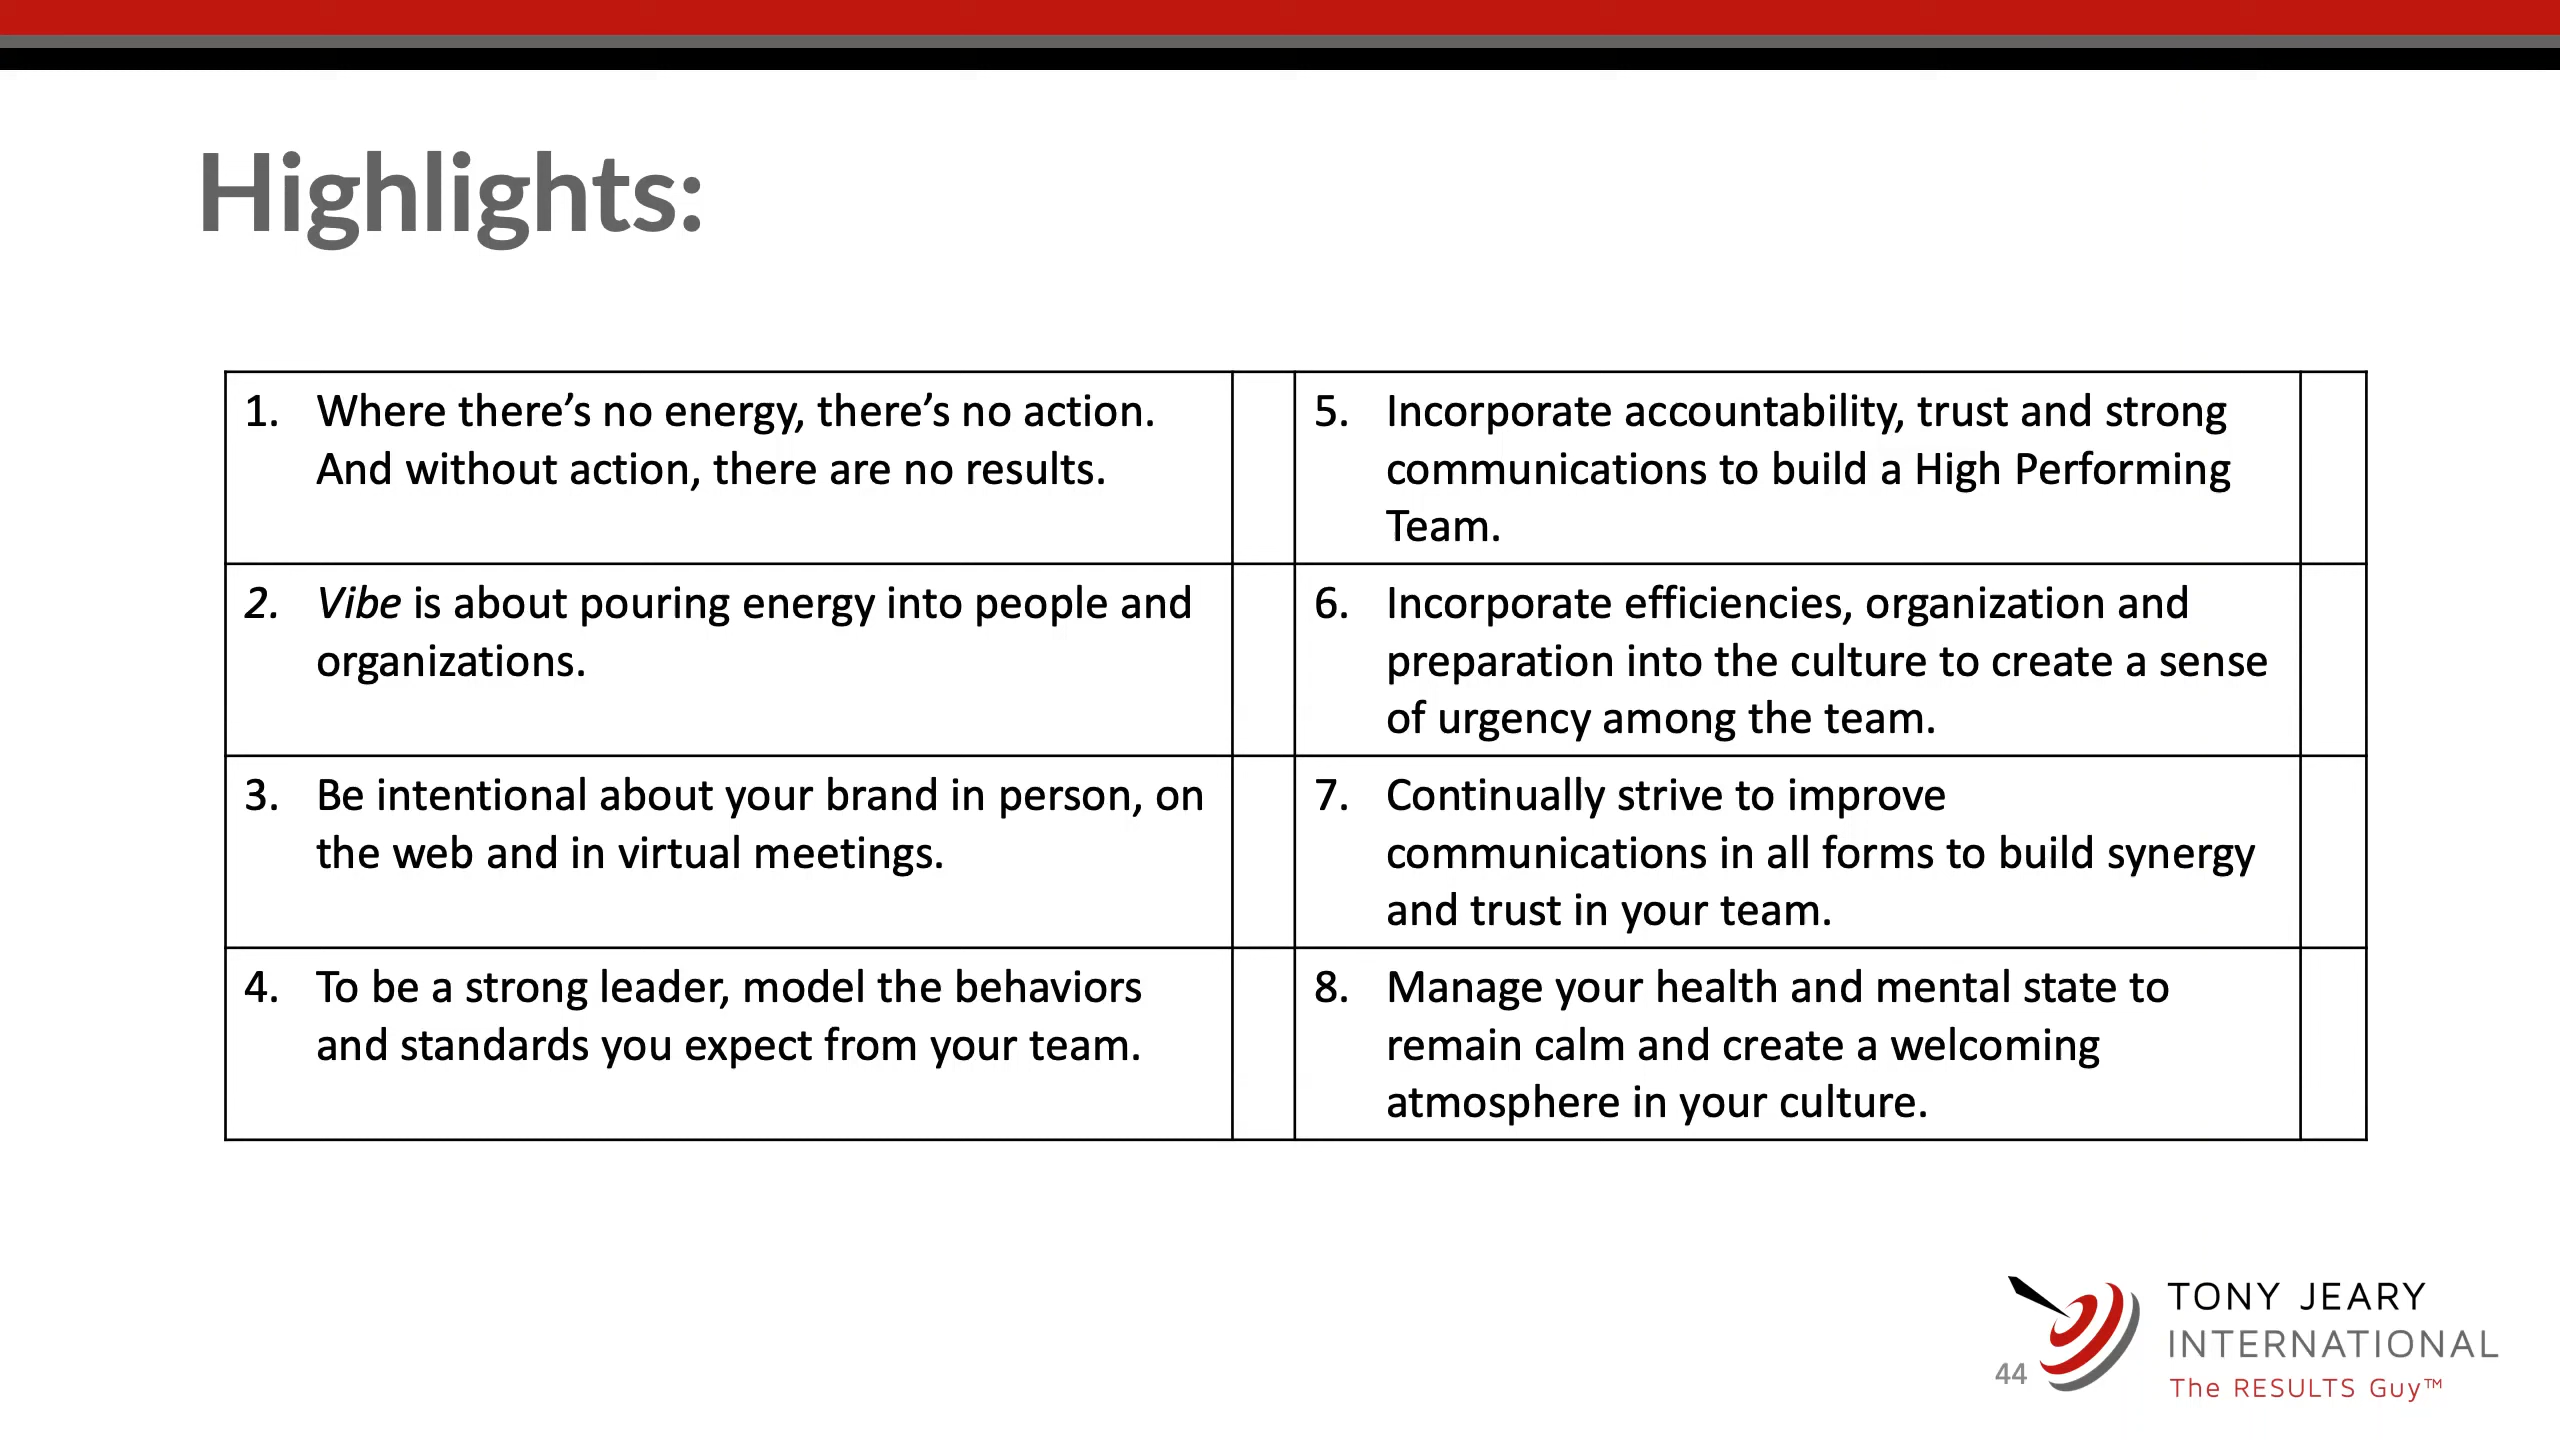 Highlights:
1. Where there’s no energy, there’s no action.
And without action, there are no results.
2. Vibe is about pouring energy into people and
organizations.
3. Be intentional about your brand in person, on
the web and in virtual meetings.
4. To be a strong leader, model the behaviors
and standards you expect from your team.
5. Incorporate accountability, trust and strong
communications to build a High Performing
Team.
6. Incorporate efficiencies, organization and
preparation into the culture to create a sense
of urgency among the team.
7. Continually strive to improve
communications in all forms to build synergy
and trust in your team.
8. Manage your health and mental state to
remain calm and create a welcoming
atmosphere in your culture.
44
TONY JEARY
INTERNATIONAL
The RESULTS Guy™